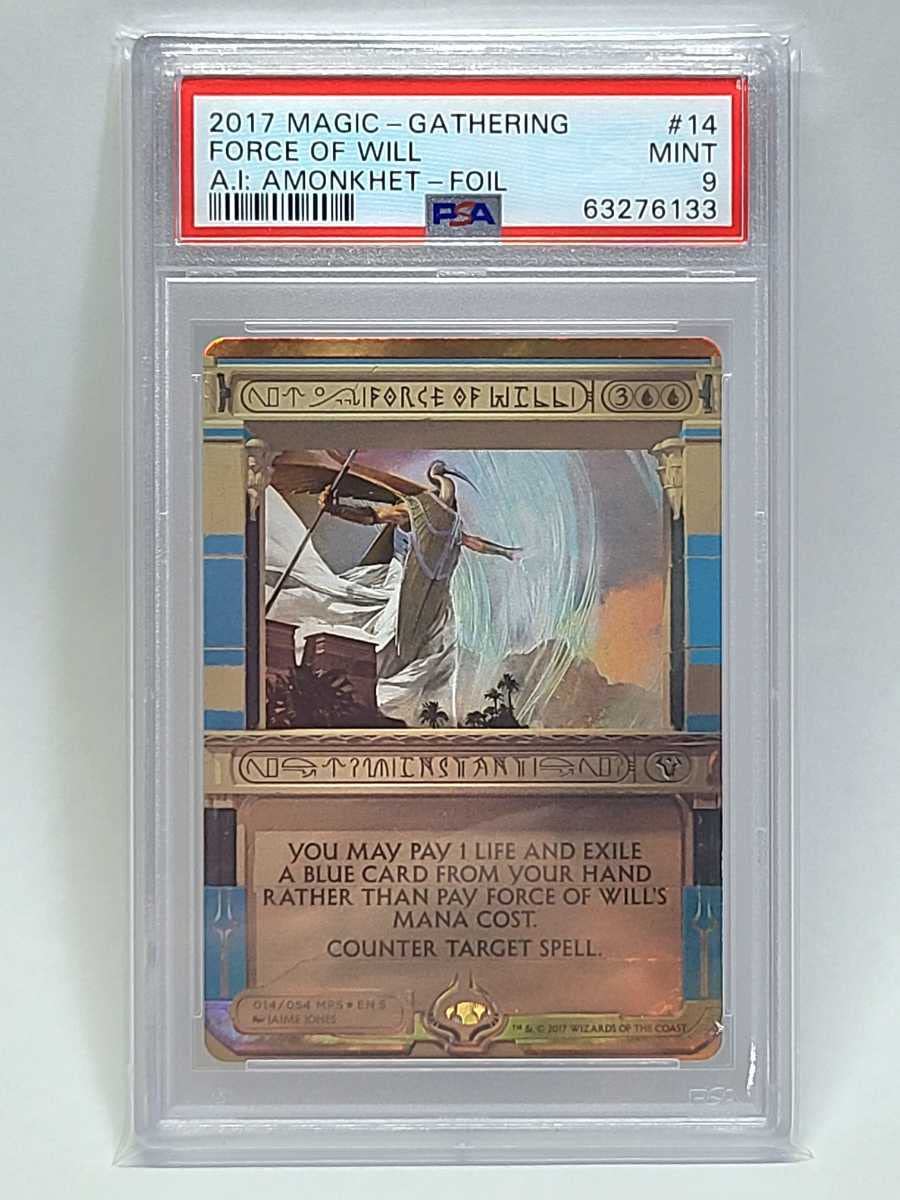 2017 MAGIC - GATHERING #14
FORCE OF WILL MINT
A.I: AMONKHET - FOIL 9
PSA 63276133
FORCE OF WILL 3
INSTANT
YOU MAY PAY 1 LIFE AND EXILE
A BLUE CARD FROM YOUR HAND
RATHER THAN PAY FORCE OF WILL'S
MANA COST.
COUNTER TARGET SPELL.
014/054 MPS ★ EN S
JAIME JONES
™ & © 2017 WIZARDS OF THE COAST
PSA